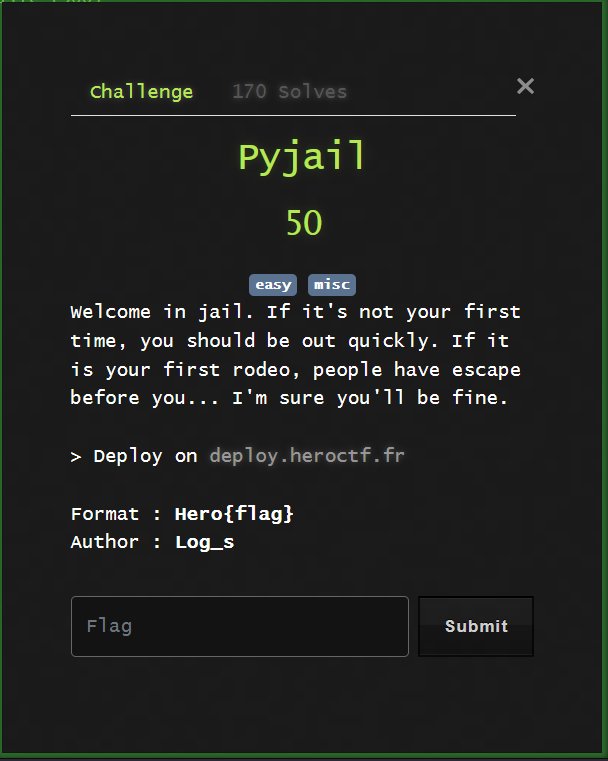 Challenge 170 Solves ×
Pyjail
50
easy misc
Welcome in jail. If it's not your first
time, you should be out quickly. If it
is your first rodeo, people have escape
before you... I'm sure you'll be fine.
> Deploy on deploy.heroctf.fr
Format : Hero{flag}
Author : Log_s
Flag Submit